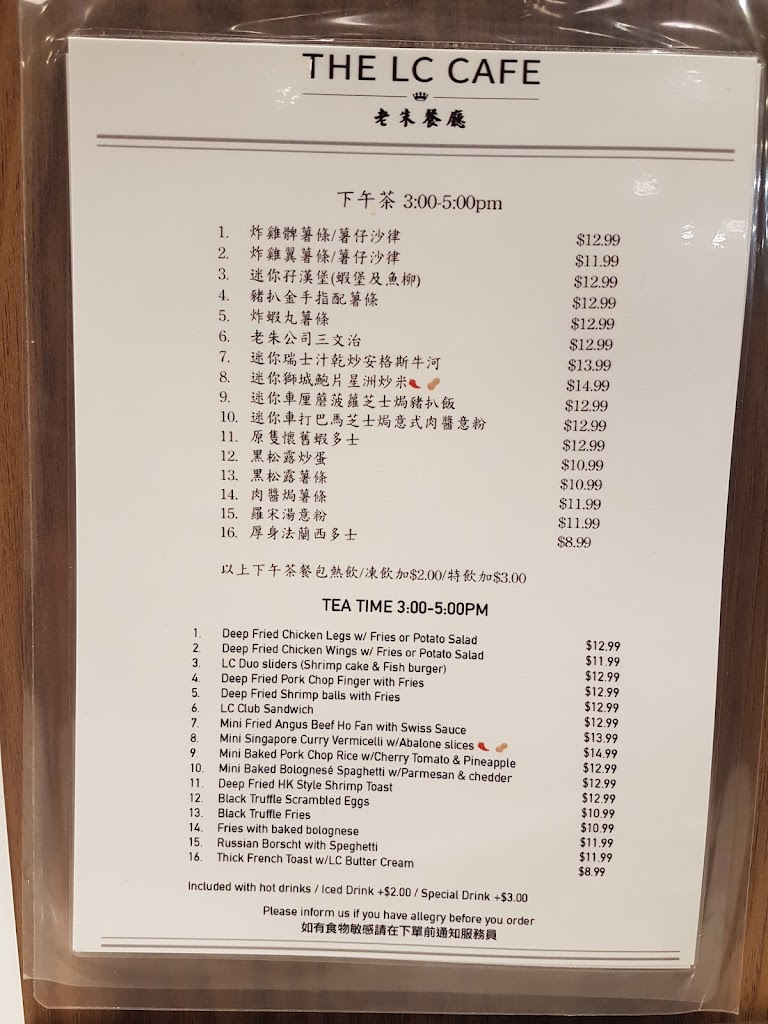 THE LC CAFE
老朱餐廳
下午茶 3:00-5:00pm
1. 炸雞髀薯條/薯仔沙律 $12.99
2. 炸雞翼薯條/薯仔沙律 $11.99
3. 迷你孖漢堡(蝦堡及魚柳) $12.99
4. 豬扒金手指配薯條 $12.99
5. 炸蝦丸薯條 $12.99
6. 老朱公司三文治 $12.99
7. 迷你瑞士汁乾炒安格斯牛河 $13.99
8. 迷你獅城鮑片星洲炒米 $14.99
9. 迷你車厘蘑菠蘿芝士焗豬扒飯 $12.99
10. 迷你車打巴馬芝士焗意式肉醬意粉 $12.99
11. 原隻懷舊蝦多士 $12.99
12. 黑松露炒蛋 $10.99
13. 黑松露薯條 $10.99
14. 肉醬焗薯條 $11.99
15. 羅宋湯意粉 $11.99
16. 厚身法蘭西多士 $8.99
以上下午茶餐包熱飲/凍飲加$2.00/特飲加$3.00
TEA TIME 3:00-5:00PM
1. Deep Fried Chicken Legs w/ Fries or Potato Salad $12.99
2. Deep Fried Chicken Wings w/ Fries or Potato Salad $11.99
3. LC Duo sliders (Shrimp cake & Fish burger) $12.99
4. Deep Fried Pork Chop Finger with Fries $12.99
5. Deep Fried Shrimp balls with Fries $12.99
6. LC Club Sandwich $12.99
7. Mini Fried Angus Beef Ho Fan with Swiss Sauce $13.99
8. Mini Singapore Curry Vermicelli w/Abalone slices $14.99
9. Mini Baked Pork Chop Rice w/Cherry Tomato & Pineapple $12.99
10. Mini Baked Bolognesé Spaghetti w/Parmesan & chedder $12.99
11. Deep Fried HK Style Shrimp Toast $12.99
12. Black Truffle Scrambled Eggs $10.99
13. Black Truffle Fries $10.99
14. Fries with baked bolognese $11.99
15. Russian Borscht with Speghetti $11.99
16. Thick French Toast w/LC Butter Cream $8.99
Included with hot drinks / Iced Drink +$2.00 / Special Drink +$3.00
Please inform us if you have allegry before you order
如有食物敏感請在下單前通知服務員